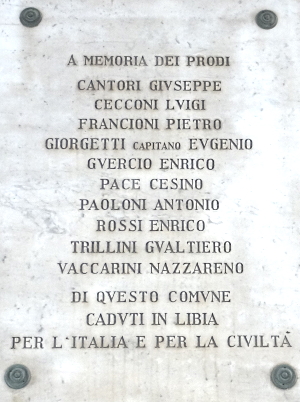 A MEMORIA DEI PRODI
CANTORI GIVSEPPE
CECCONI LVIGI
FRANCIONI PIETRO
GIORGETTI CAPITANO EVGENIO
GVERCIO ENRICO
PACE CESINO
PAOLONI ANTONIO
ROSSI ENRICO
TRILLINI GVALTIERO
VACCARINI NAZZARENO
DI QVESTO COMVNE
CADVTI IN LIBIA
PER L'ITALIA E PER LA CIVILTÀ